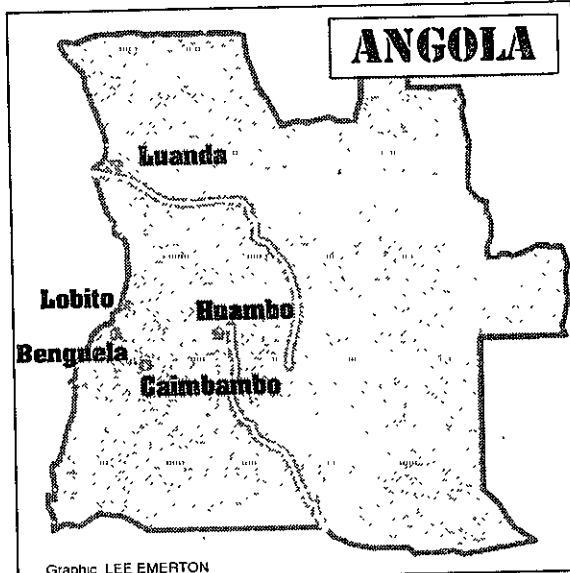 ANGOLA
Luanda
Lobito
Huambo
Benguela
Caimbambo
Graphic LEE EMERTON